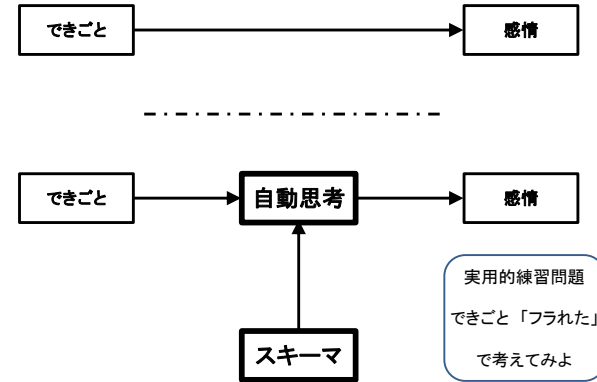 できごと
感情
できごと
自動思考
感情
スキーマ
実用的練習問題
できごと「フラれた」
で考えてみよ